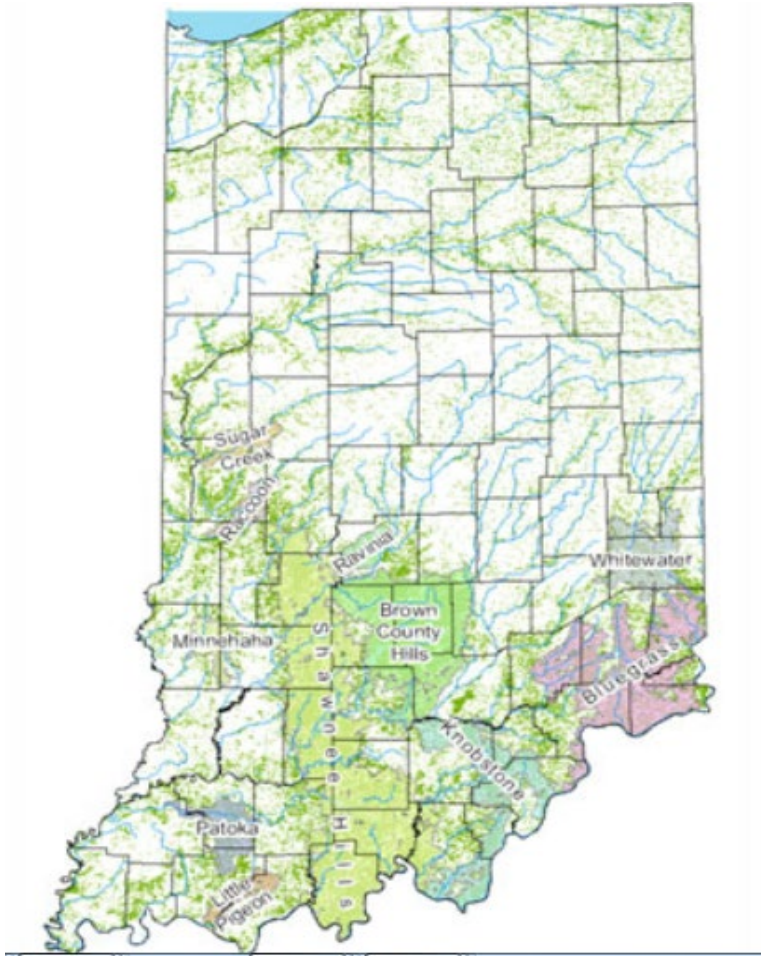 Sugar
Creek
Raccoon
Ravinia
Whitewater
Brown
County
Hills
Minnehaha
Shawnee Hills
Bluegrass
Knobstone
Patoka
Little
Pigeon